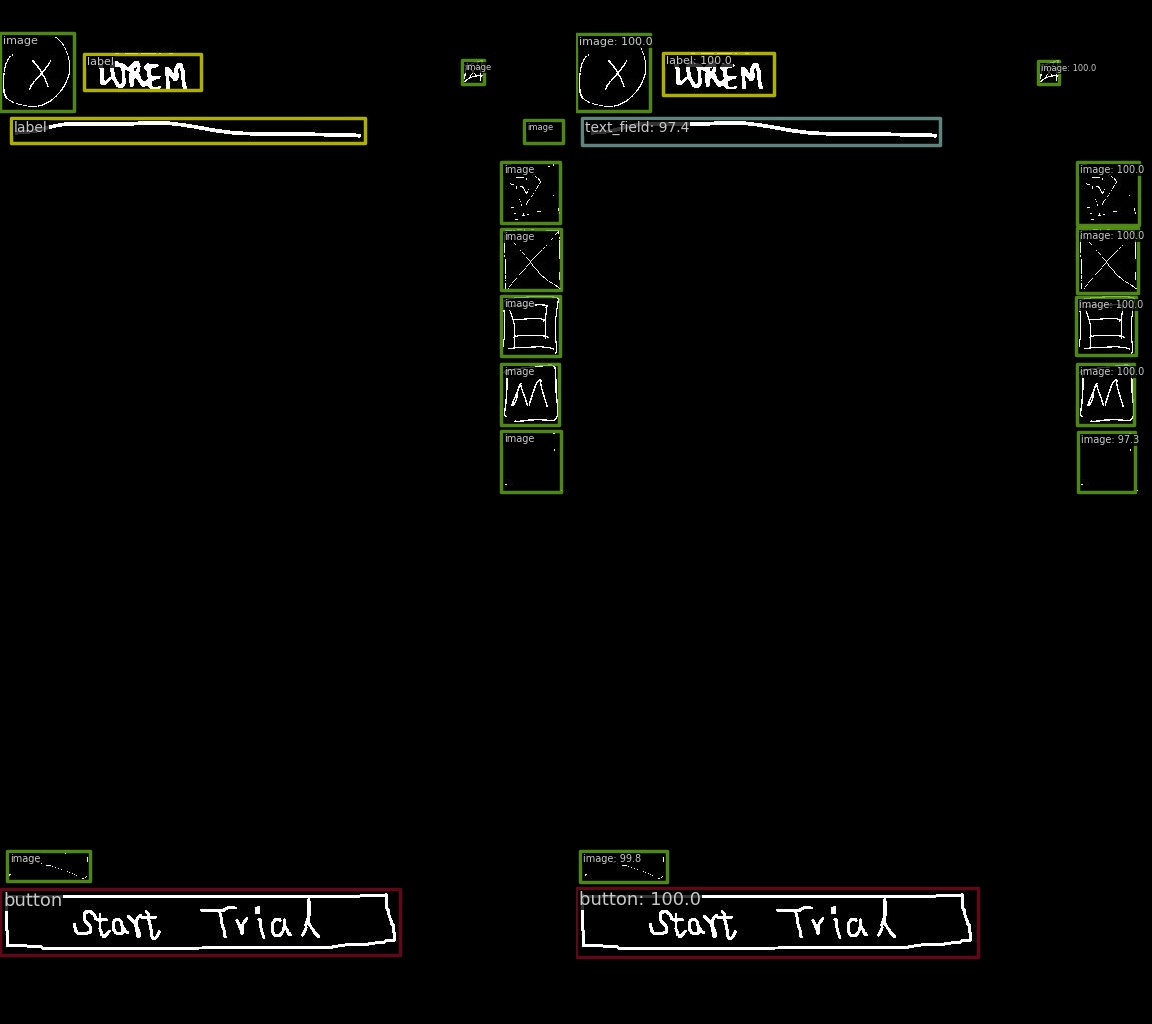 image image: 100.0
X X
label label: 100.0
WREM WREM
image image: 100.0
label image text_field: 97.4
image image: 100.0
image image: 100.0
image image: 100.0
image image: 100.0
M M
image image: 97.3
image image: 99.8
button button: 100.0
Start Trial Start Trial